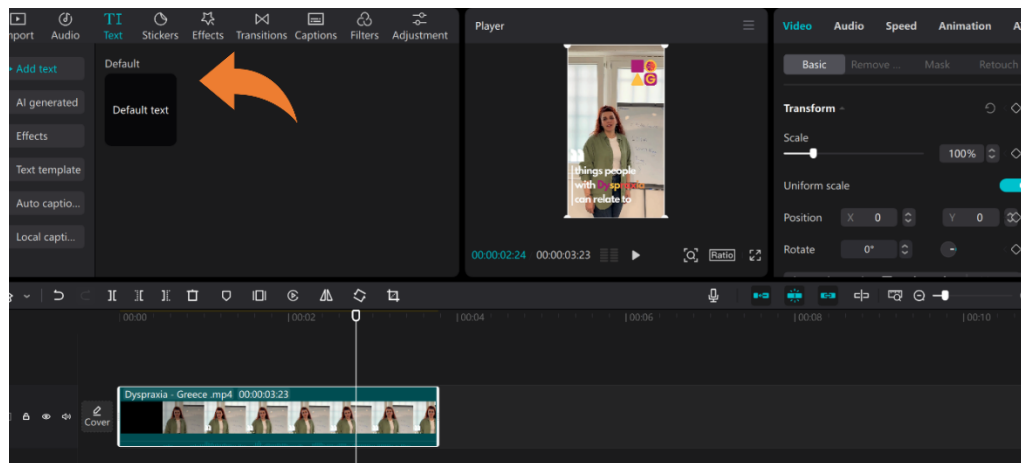 Import Audio TI Text Stickers Effects Transitions Captions Filters Adjustment
+ Add text
AI generated
Effects
Text template
Auto captio...
Local capti...
Default
Default text
Player
G
things people
with Dyspraxia
can relate to
00:00:02:24 00:00:03:23 Ratio
Video Audio Speed Animation
Basic Remove ... Mask Retouch
Transform
Scale
100%
Uniform scale
Position X 0 Y 0
Rotate 0°
00:00 00:02 00:04 00:06 00:08 00:10
Dyspraxia - Greece .mp4 00:00:03:23
Cover